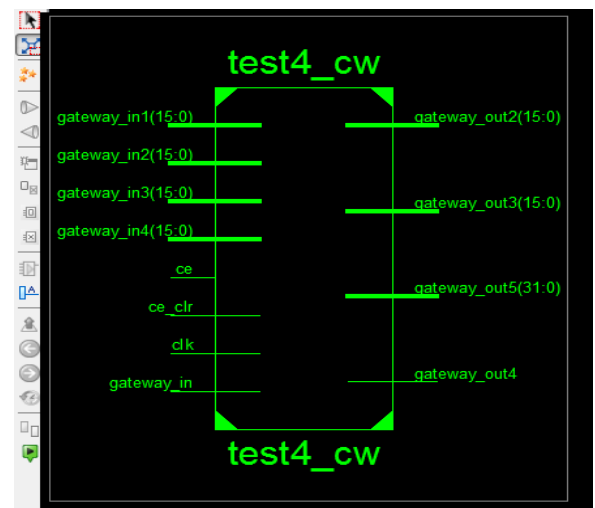 test4_cw
gateway_in1(15:0)
gateway_in2(15:0)
gateway_in3(15:0)
gateway_in4(15:0)
ce
ce_clr
clk
gateway_in
gateway_out2(15:0)
gateway_out3(15:0)
gateway_out5(31:0)
gateway_out4
test4_cw